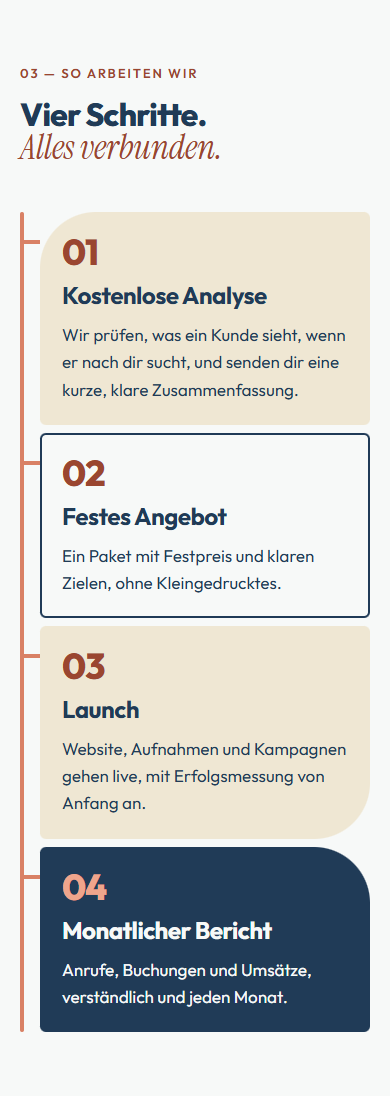 03 — SO ARBEITEN WIR
Vier Schritte.
Alles verbunden.
01
Kostenlose Analyse
Wir prüfen, was ein Kunde sieht, wenn
er nach dir sucht, und senden dir eine
kurze, klare Zusammenfassung.
02
Festes Angebot
Ein Paket mit Festpreis und klaren
Zielen, ohne Kleingedrucktes.
03
Launch
Website, Aufnahmen und Kampagnen
gehen live, mit Erfolgsmessung von
Anfang an.
04
Monatlicher Bericht
Anrufe, Buchungen und Umsätze,
verständlich und jeden Monat.